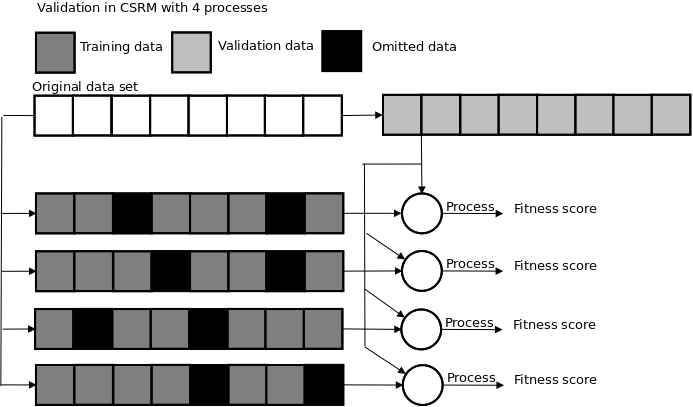 Validation in CSRM with 4 processes
Training data
Validation data
Omitted data
Original data set
Process
Fitness score
Process
Fitness score
Process
Fitness score
Process
Fitness score